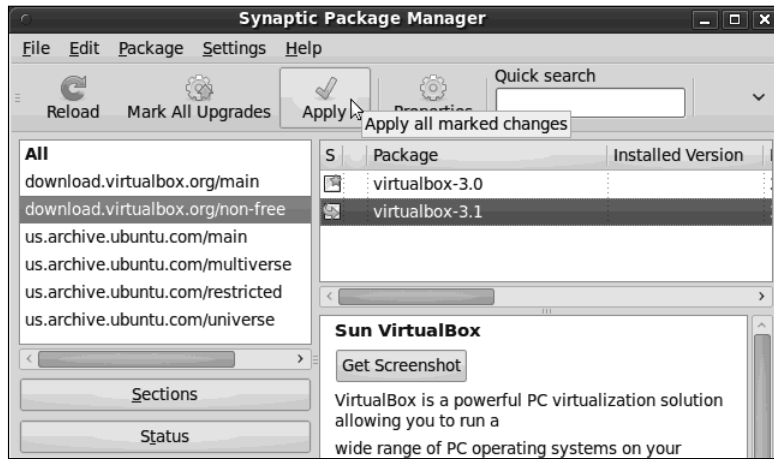 Synaptic Package Manager
File Edit Package Settings Help
Reload Mark All Upgrades Apply Properties Quick search
Apply all marked changes
All
download.virtualbox.org/main
download.virtualbox.org/non-free
us.archive.ubuntu.com/main
us.archive.ubuntu.com/multiverse
us.archive.ubuntu.com/restricted
us.archive.ubuntu.com/universe
Sections
Status
S Package Installed Version
virtualbox-3.0
virtualbox-3.1
Sun VirtualBox
Get Screenshot
VirtualBox is a powerful PC virtualization solution
allowing you to run a
wide range of PC operating systems on your